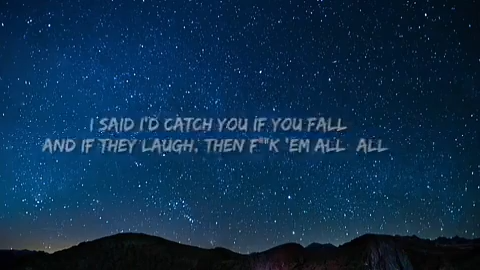 I SAID I'D CATCH YOU IF YOU FALL
AND IF THEY LAUGH, THEN F**K 'EM ALL ALL